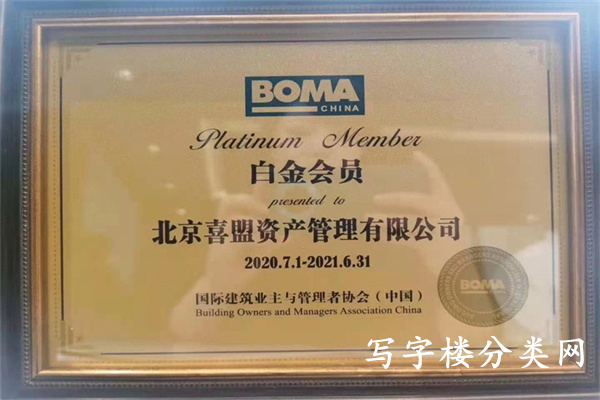 BOMA
CHINA
Platinum Member
白金会员
presented to
北京喜盟资产管理有限公司
2020.7.1-2021.6.31
国际建筑业主与管理者协会（中国）
Building Owners and Managers Association China
BOMA
写字楼分类网